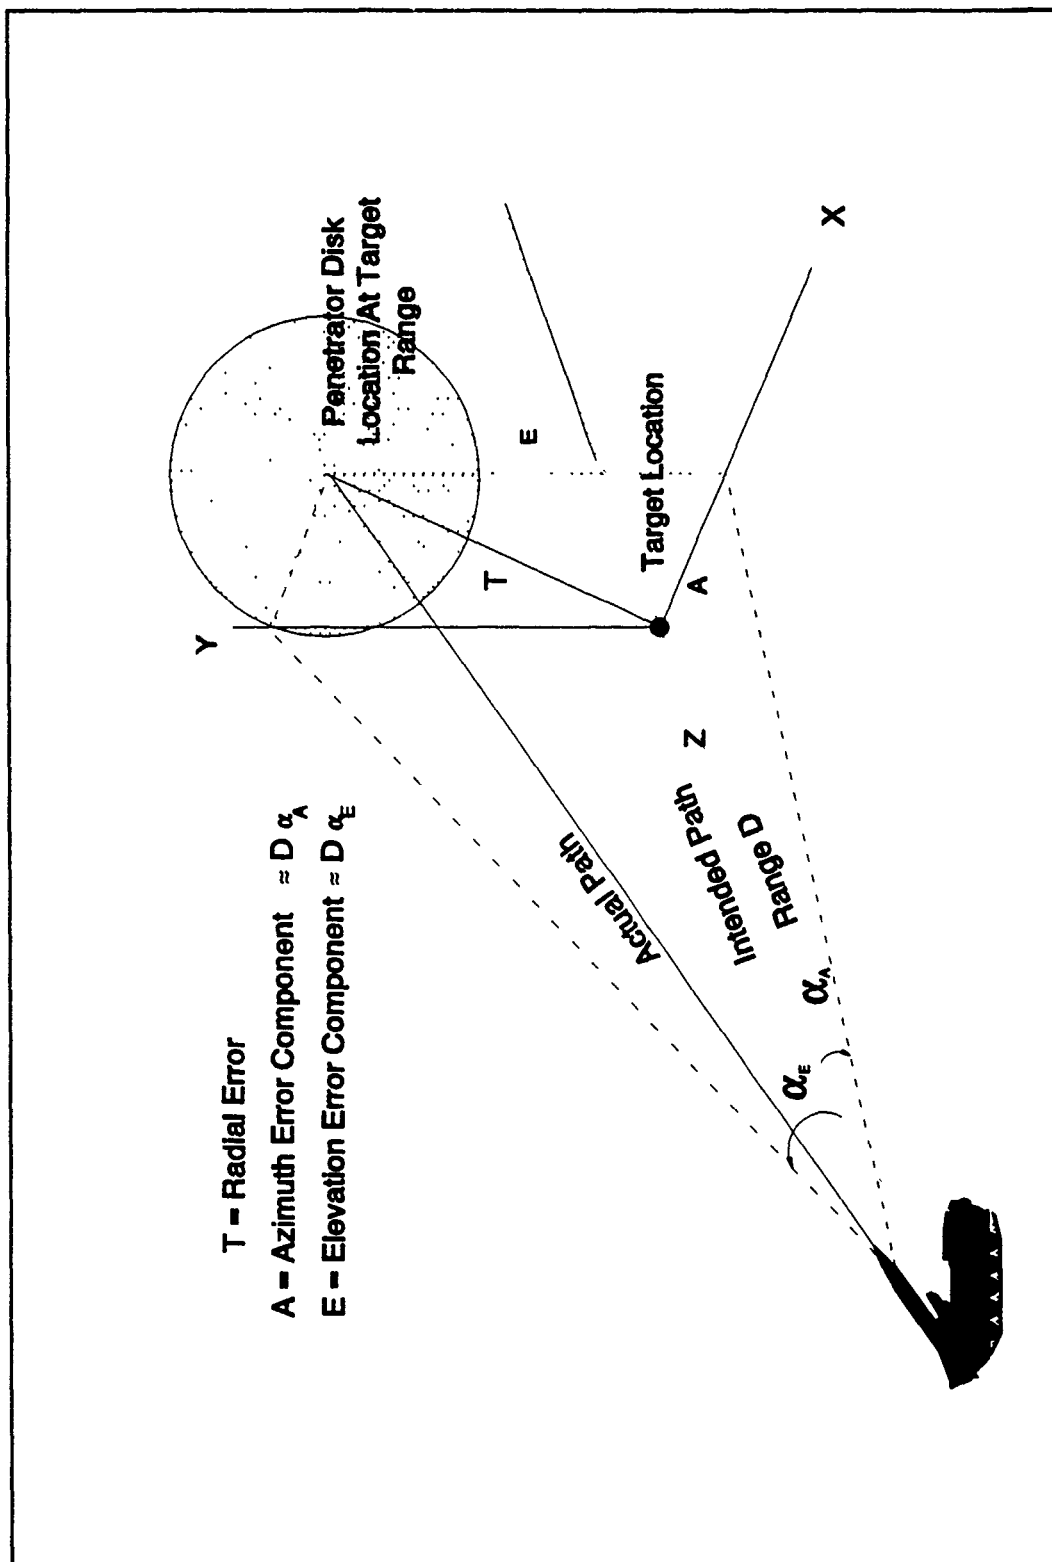 T = Radial Error
A = Azimuth Error Component ≈ D α_A
E = Elevation Error Component ≈ D α_E
Y
Penetrator Disk
Location At Target
Range
T
E
Target Location
A
X
Z
Actual Path
Intended Path
Range D
α_E
α_A